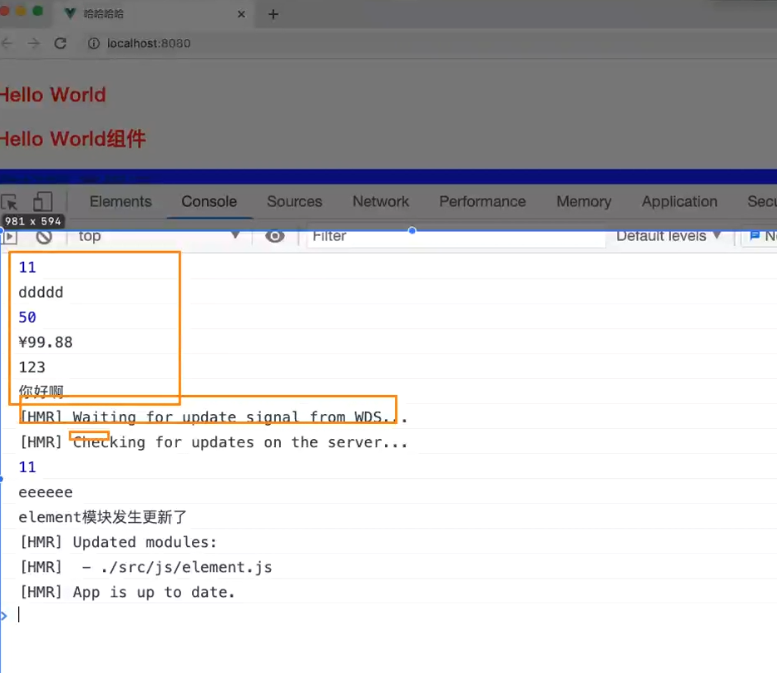 哈哈哈哈
localhost:8080
Hello World
Hello World组件
Elements Console Sources Network Performance Memory Application Secu
981 x 594
top Filter Default levels
11
ddddd
50
¥99.88
123
你好啊
[HMR] Waiting for update signal from WDS...
[HMR] Checking for updates on the server...
11
eeeeee
element模块发生更新了
[HMR] Updated modules:
[HMR]  - ./src/js/element.js
[HMR] App is up to date.